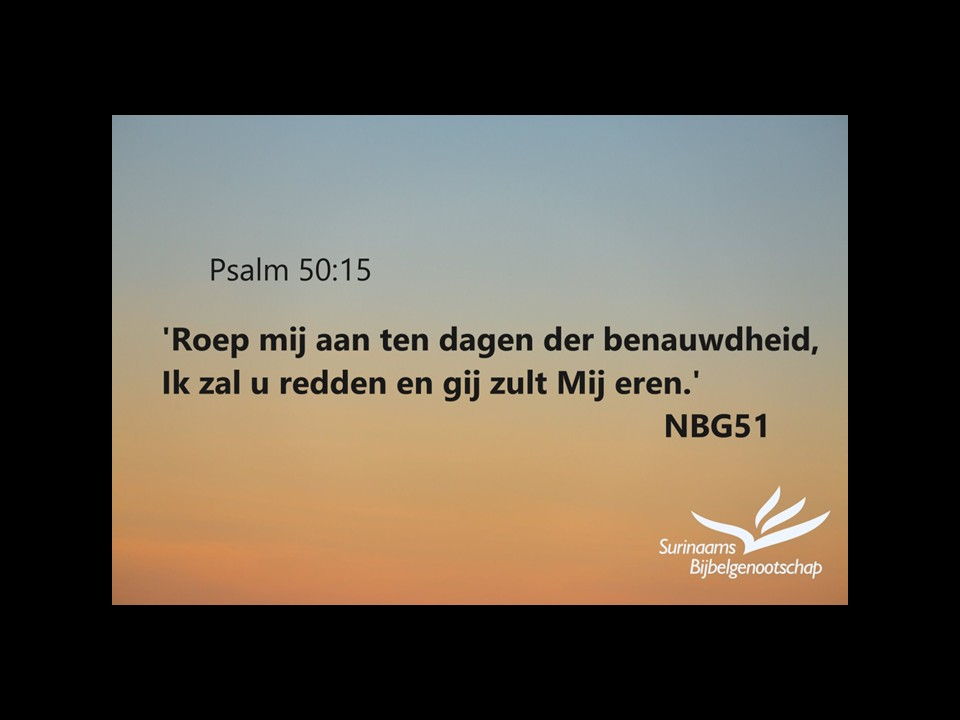 Psalm 50:15
'Roep mij aan ten dagen der benauwdheid,
Ik zal u redden en gij zult Mij eren.'
NBG51
Surinaams
Bijbelgenootschap